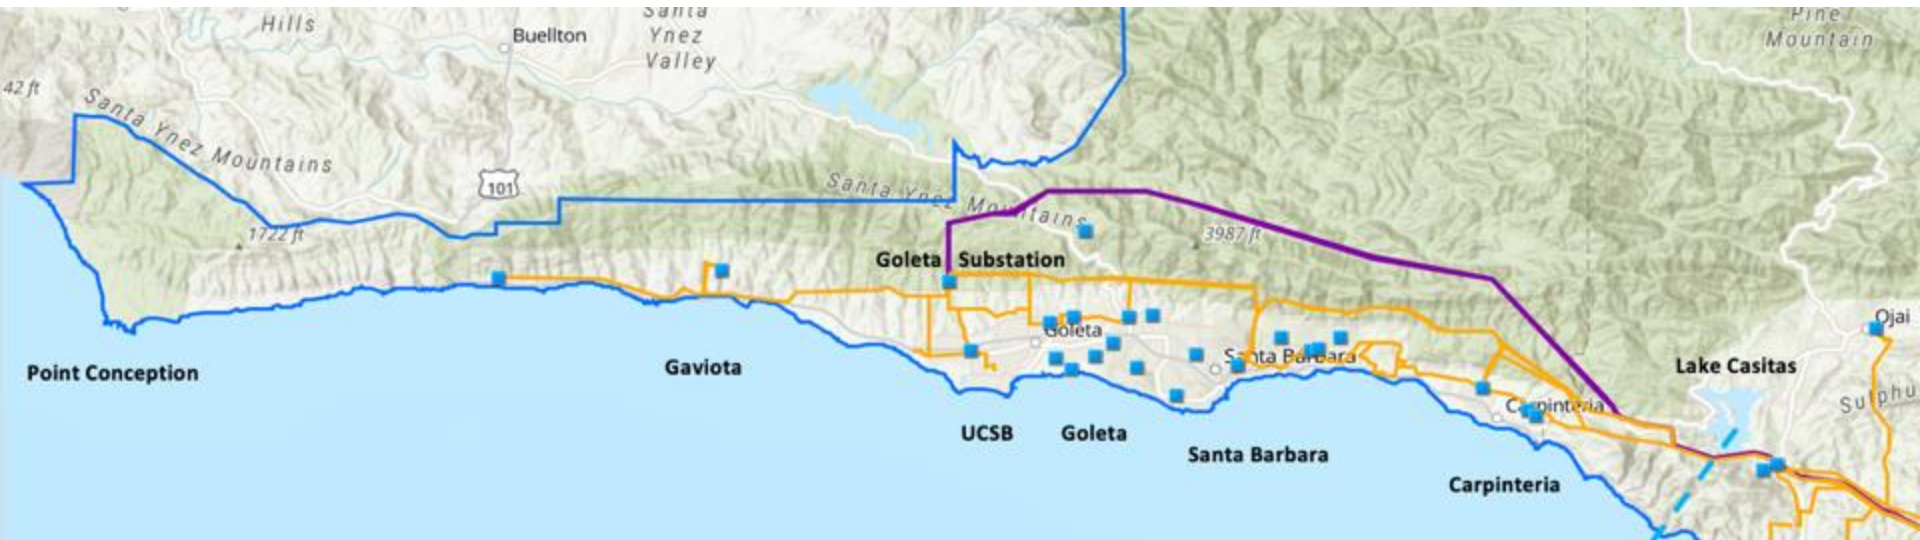 Hills
Santa
Ynez
Valley
Buellton
Pine
Mountain
42 ft
Santa Ynez Mountains
101
Santa Ynez Mountains
1722 ft
3987 ft
Goleta Substation
Ojai
Goleta
Santa Barbara
Point Conception
Gaviota
Lake Casitas
Sulphu
Carpinteria
UCSB
Goleta
Santa Barbara
Carpinteria